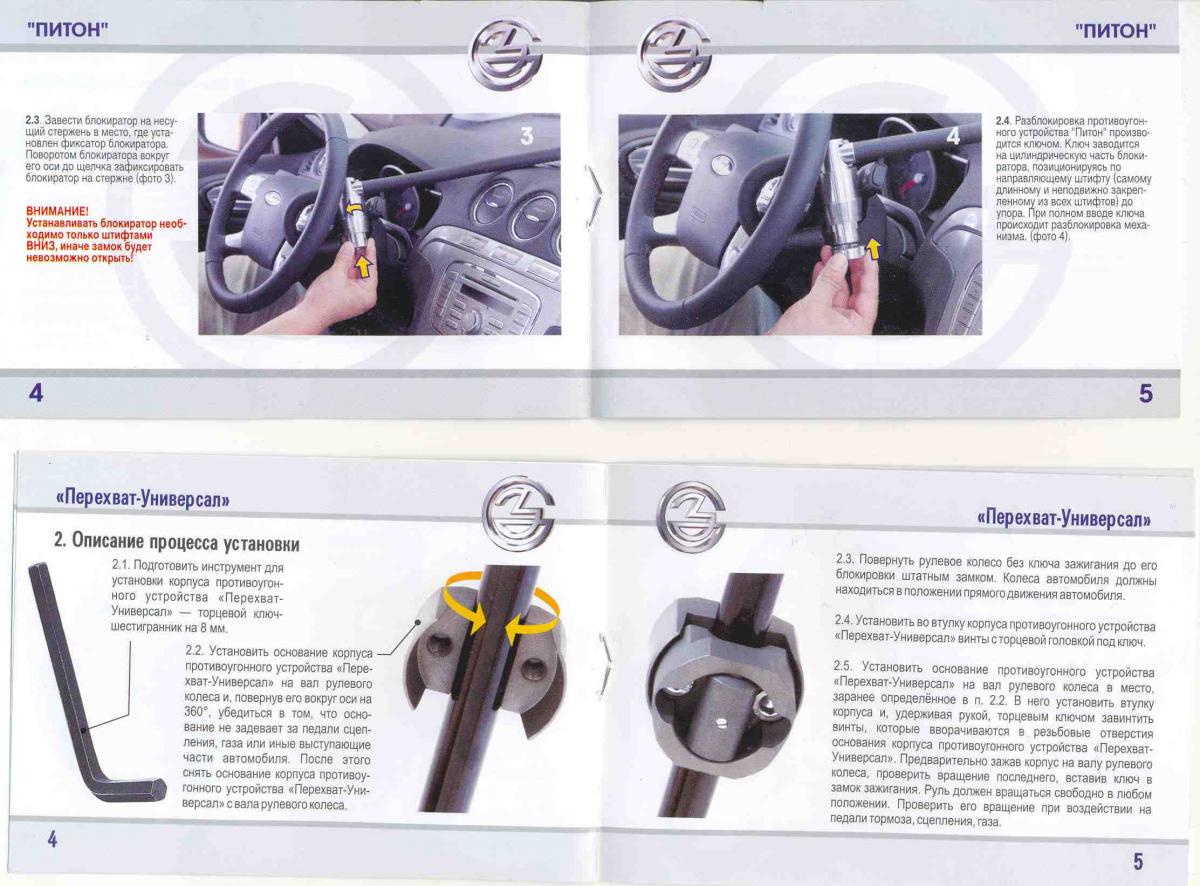 "ПИТОН"
2.3. Завести блокиратор на несу-
щий стержень в место, где уста-
новлен фиксатор блокиратора.
Поворотом блокиратора вокруг
его оси до щелчка зафиксировать
блокиратор на стержне (фото 3).
ВНИМАНИЕ!
Устанавливать блокиратор необ-
ходимо только штифтами
ВНИЗ, иначе замок будет
невозможно открыть!
3
4
"ПИТОН"
4
2.4. Разблокировка противоугон-
ного устройства "Питон" произво-
дится ключом. Ключ заводится
на цилиндрическую часть блоки-
ратора, позиционируясь по
направляющему штифту (самому
длинному и неподвижно закреп-
ленному из всех штифтов) до
упора. При полном вводе ключа
происходит разблокировка меха-
низма. (фото 4).
5
«Перехват-Универсал»
2. Описание процесса установки
2.1. Подготовить инструмент для
установки корпуса противоугон-
ного устройства «Перехват-
Универсал» — торцевой ключ-
шестигранник на 8 мм.
2.2. Установить основание корпуса
противоугонного устройства «Пере-
хват-Универсал» на вал рулевого
колеса и, повернув его вокруг оси на
360°, убедиться в том, что осно-
вание не задевает за педали сцеп-
ления, газа или иные выступающие
части автомобиля. После этого
снять основание корпуса противоу-
гонного устройства «Перехват-Уни-
версал» с вала рулевого колеса.
4
«Перехват-Универсал»
2.3. Повернуть рулевое колесо без ключа зажигания до его
блокировки штатным замком. Колеса автомобиля должны
находиться в положении прямого движения автомобиля.
2.4. Установить во втулку корпуса противоугонного устройства
«Перехват-Универсал» винты с торцевой головкой под ключ.
2.5. Установить основание противоугонного устройства
«Перехват-Универсал» на вал рулевого колеса в место,
заранее определённое в п. 2.2. В него установить втулку
корпуса и, удерживая рукой, торцевым ключом завинтить
винты, которые вворачиваются в резьбовые отверстия
основания корпуса противоугонного устройства «Перехват-
Универсал». Предварительно зажав корпус на валу рулевого
колеса, проверить вращение последнего, вставив ключ в
замок зажигания. Руль должен вращаться свободно в любом
положении. Проверить его вращение при воздействии на
педали тормоза, сцепления, газа.
5